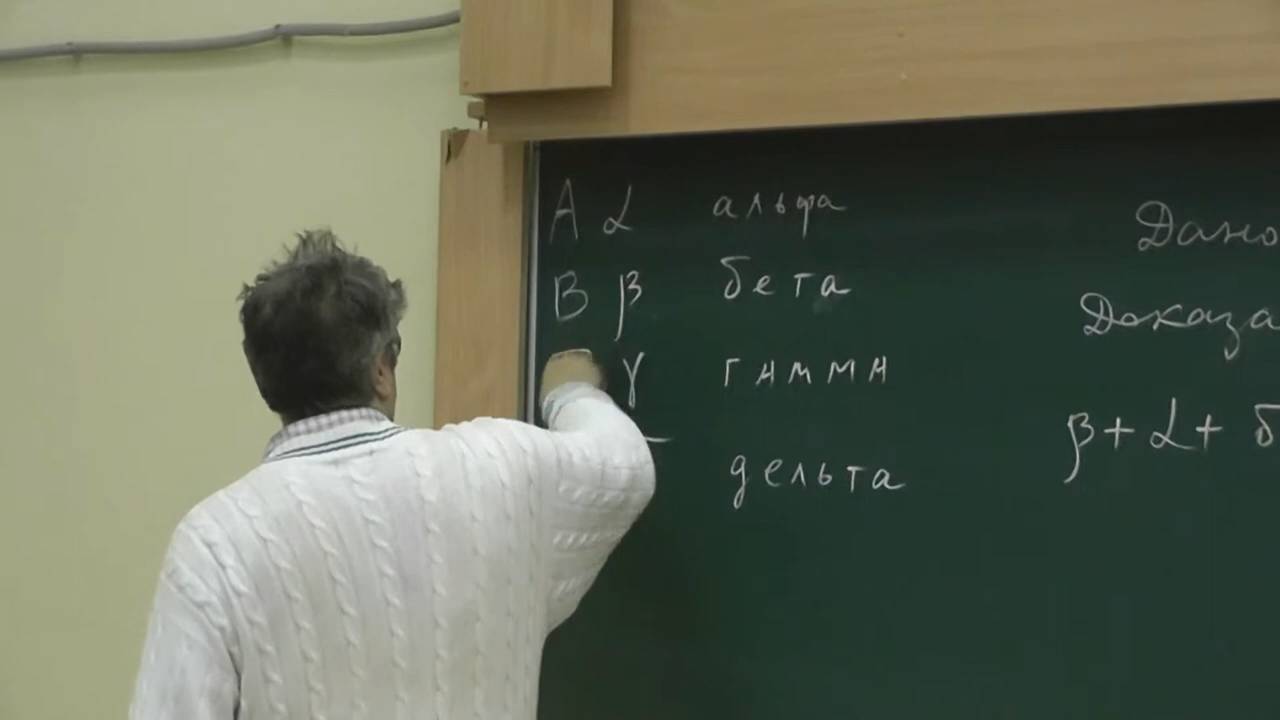 Α α альфа
Β β бета
γ гамма
дельта
Дано
Доказа
β + α + δ